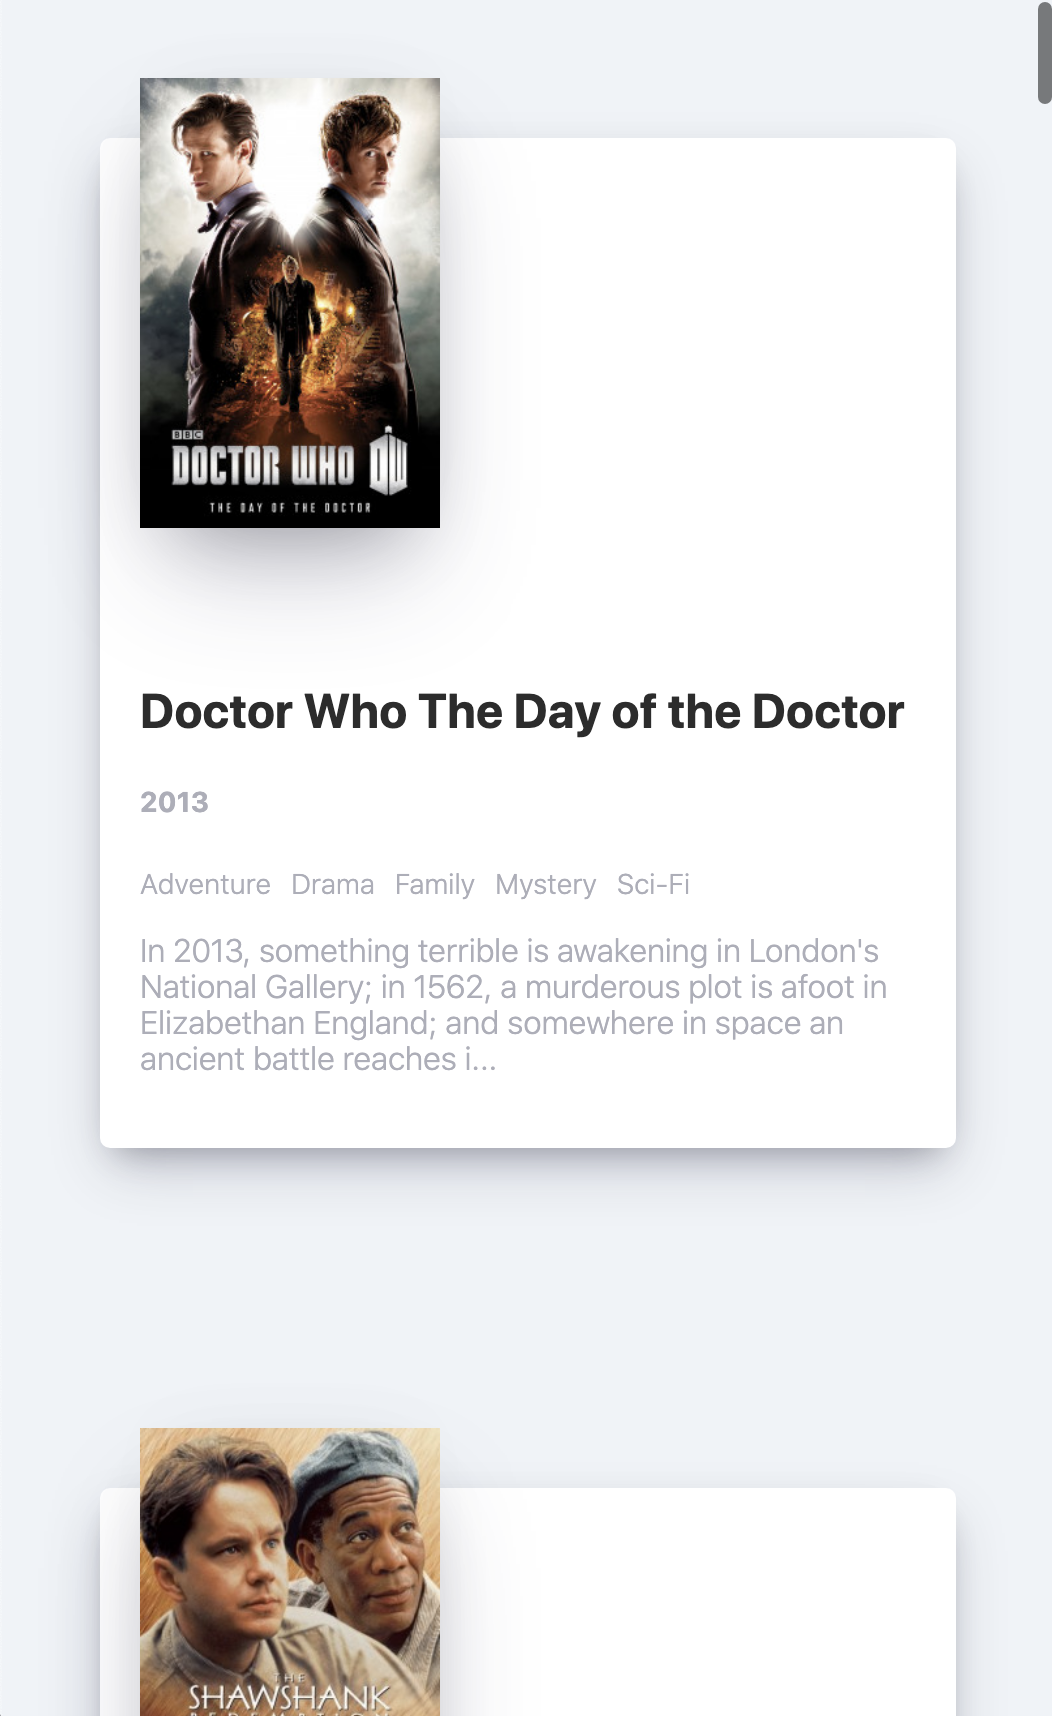 BBC
DOCTOR WHO DW
THE DAY OF THE DOCTOR
Doctor Who The Day of the Doctor
2013
Adventure Drama Family Mystery Sci-Fi
In 2013, something terrible is awakening in London's
National Gallery; in 1562, a murderous plot is afoot in
Elizabethan England; and somewhere in space an
ancient battle reaches i...
THE
SHAWSHANK
REDEMPTION